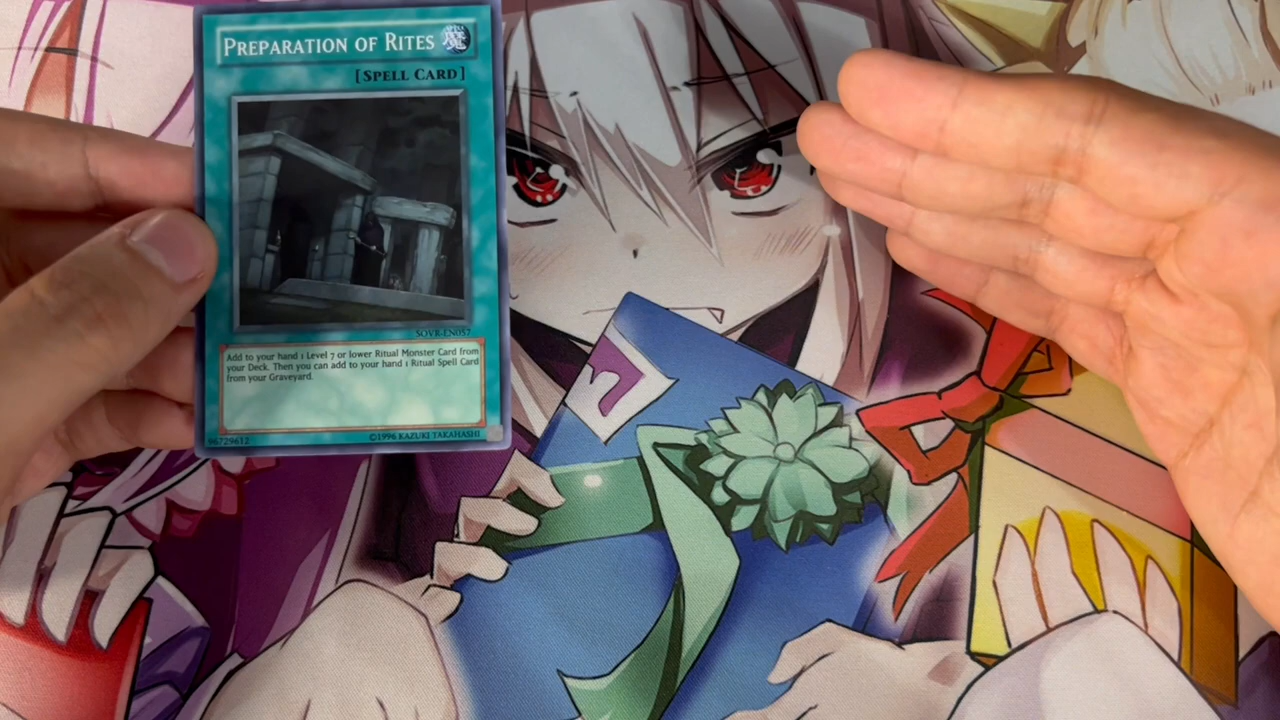 PREPARATION OF RITES
[SPELL CARD]
SOVR-EN057
Add to your hand 1 Level 7 or lower Ritual Monster Card from
your Deck. Then you can add to your hand 1 Ritual Spell Card
from your Graveyard.
96729612
©1996 KAZUKI TAKAHASHI